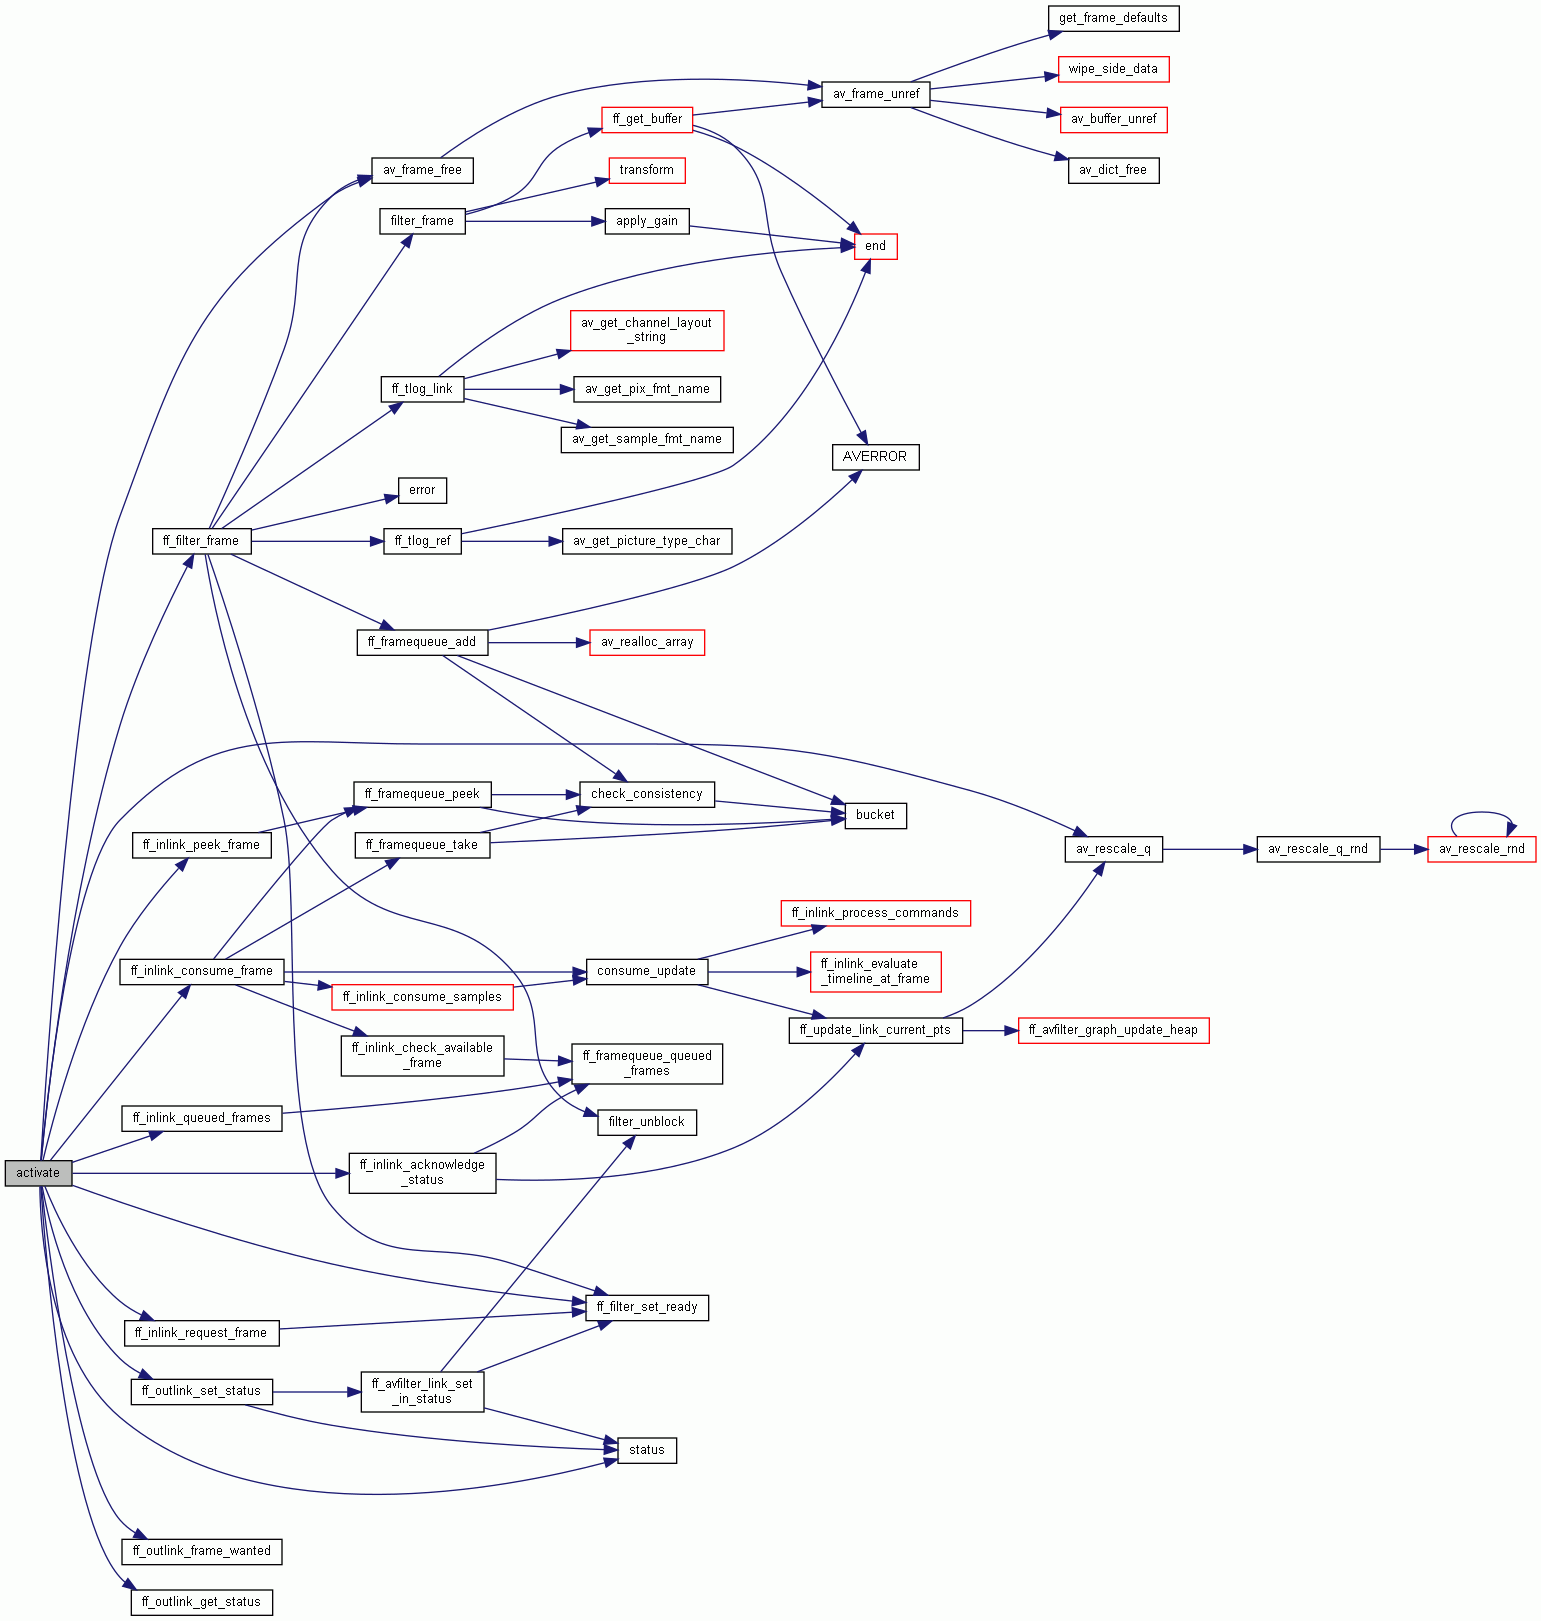 get_frame_defaults
wipe_side_data
av_frame_unref
ff_get_buffer
av_buffer_unref
av_frame_free
transform
av_dict_free
filter_frame
apply_gain
end
av_get_channel_layout
_string
ff_tlog_link
av_get_pix_fmt_name
av_get_sample_fmt_name
AVERROR
error
ff_filter_frame
ff_tlog_ref
av_get_picture_type_char
ff_framequeue_add
av_realloc_array
ff_framequeue_peek
check_consistency
bucket
ff_inlink_peek_frame
ff_framequeue_take
av_rescale_q
av_rescale_q_rnd
av_rescale_rnd
ff_inlink_process_commands
ff_inlink_consume_frame
consume_update
ff_inlink_evaluate
_timeline_at_frame
ff_inlink_consume_samples
ff_update_link_current_pts
ff_avfilter_graph_update_heap
ff_inlink_check_available
_frame
ff_framequeue_queued
_frames
ff_inlink_queued_frames
filter_unblock
activate
ff_inlink_acknowledge
_status
ff_filter_set_ready
ff_inlink_request_frame
ff_outlink_set_status
ff_avfilter_link_set
_in_status
status
ff_outlink_frame_wanted
ff_outlink_get_status